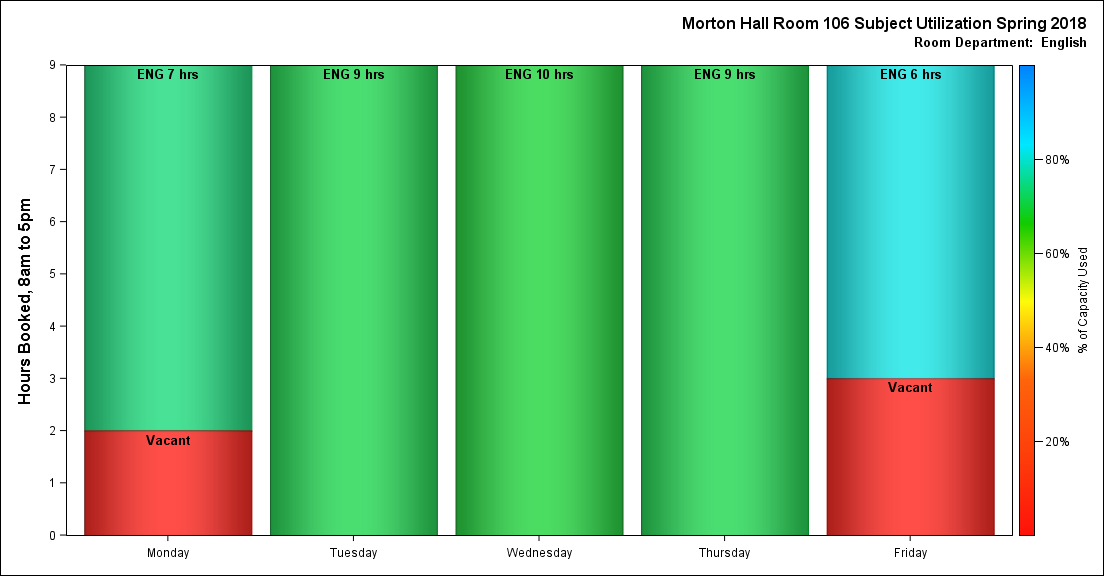 Morton Hall Room 106 Subject Utilization Spring 2018
Room Department:  English
Hours Booked, 8am to 5pm
9
8
7
6
5
4
3
2
1
0
ENG 7 hrs
Vacant
ENG 9 hrs
ENG 10 hrs
ENG 9 hrs
ENG 6 hrs
Vacant
Monday
Tuesday
Wednesday
Thursday
Friday
80%
60%
40%
20%
% of Capacity Used